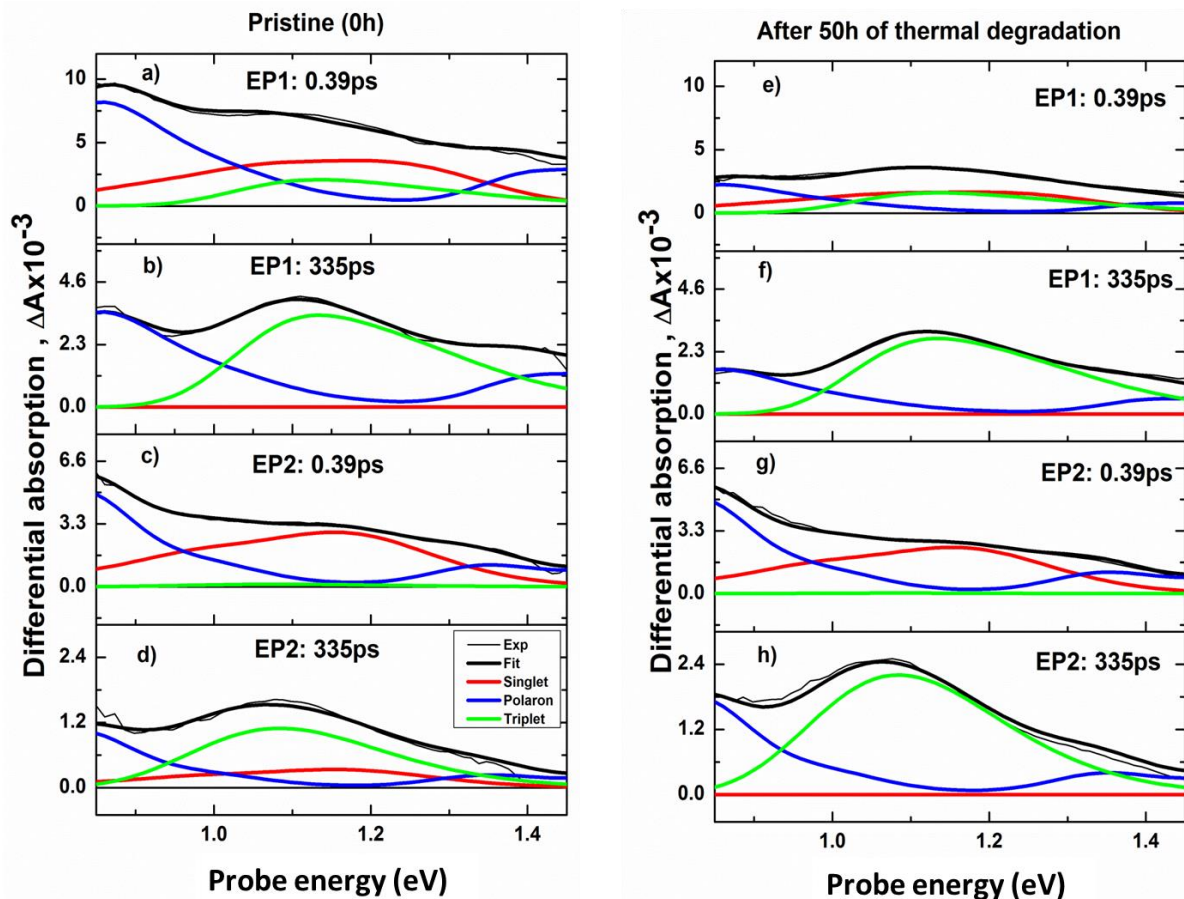 Pristine (0h)
After 50h of thermal degradation
Differential absorption , ΔAx10⁻³
a)
EP1: 0.39ps
10
5
0
b)
EP1: 335ps
4.6
2.3
0.0
c)
EP2: 0.39ps
6.6
3.3
0.0
d)
EP2: 335ps
2.4
1.2
0.0
Exp
Fit
Singlet
Polaron
Triplet
1.0
1.2
1.4
Probe energy (eV)
Differential absorption , ΔAx10⁻³
e)
EP1: 0.39ps
10
5
0
f)
EP1: 335ps
4.6
2.3
0.0
g)
EP2: 0.39ps
6.6
3.3
0.0
h)
EP2: 335ps
2.4
1.2
0.0
1.0
1.2
1.4
Probe energy (eV)